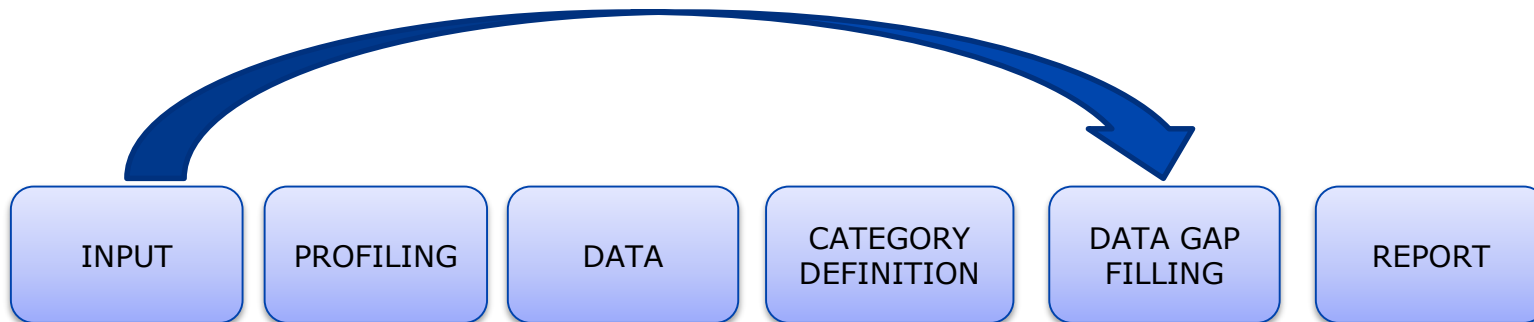 INPUT
PROFILING
DATA
CATEGORY
DEFINITION
DATA GAP
FILLING
REPORT